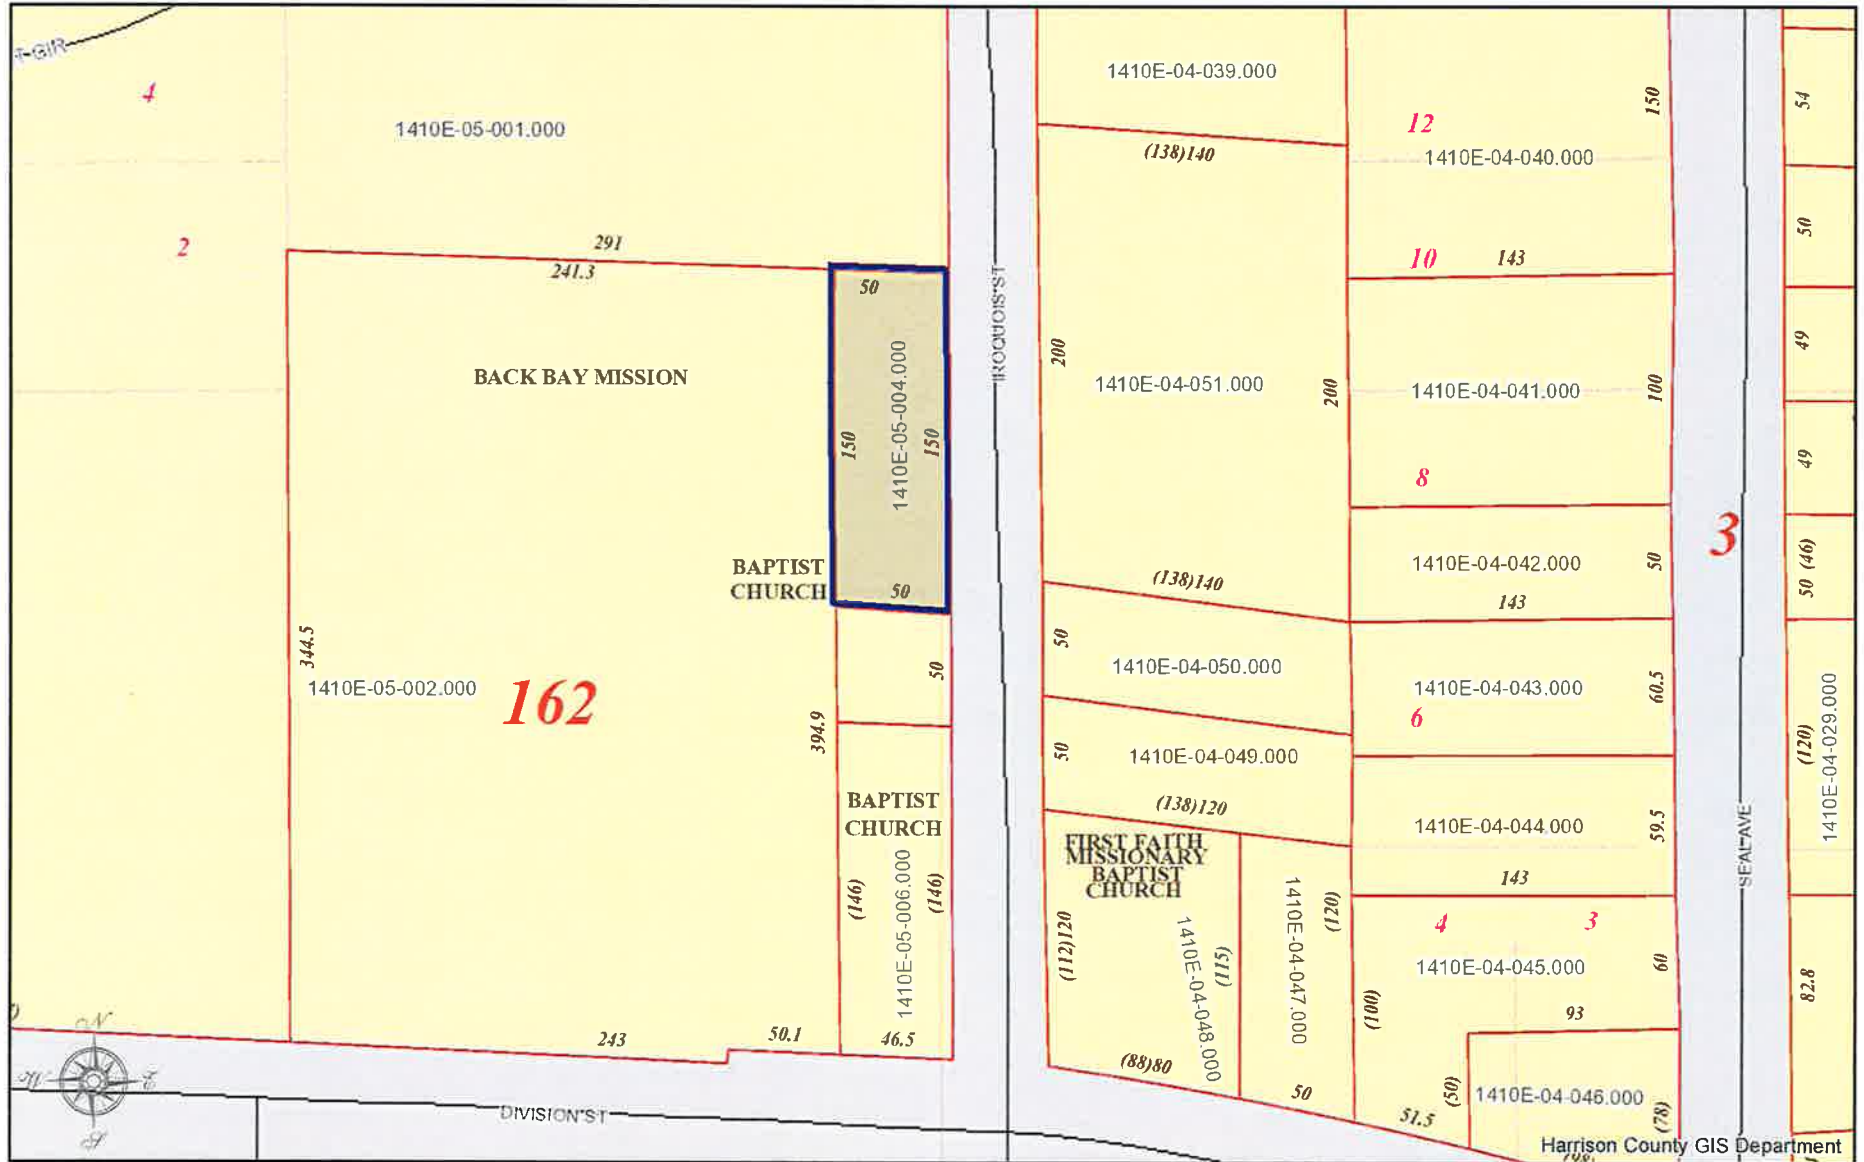 T GIR
4
1410E-05-001.000
2
291
241.3
BACK BAY MISSION
50
150
1410E-05-004.000
150
50
BAPTIST
CHURCH
344.5
1410E-05-002.000
162
394.9
50
BAPTIST
CHURCH
(146)
1410E-05-006.000
(146)
243
50.1
46.5
N
W
E
S
DIVISION ST
IROQUOIS ST
1410E-04-039.000
(138)140
200
1410E-04-051.000
200
(138)140
50
1410E-04-050.000
50
1410E-04-049.000
(138)120
FIRST FAITH
MISSIONARY
BAPTIST
CHURCH
(112)120
1410E-04-048.000
(115)
1410E-04-047.000
(120)
(88)80
50
12
150
1410E-04-040.000
10
143
1410E-04-041.000
100
8
1410E-04-042.000
50
143
1410E-04-043.000
60.5
6
1410E-04-044.000
59.5
143
4
3
1410E-04-045.000
60
(100)
93
(50)
1410E-04-046.000
(78)
51.5
3
SEAL AVE
54
50
49
49
50 (46)
(120)
1410E-04-029.000
82.8
Harrison County GIS Department